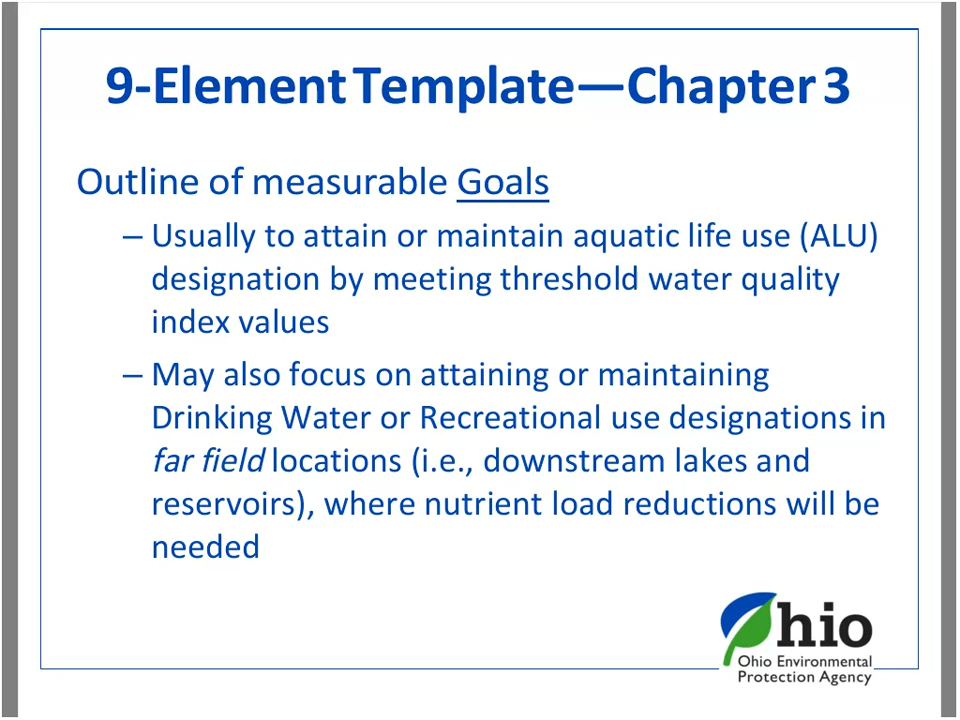 9-Element Template—Chapter 3
Outline of measurable Goals
– Usually to attain or maintain aquatic life use (ALU)
designation by meeting threshold water quality
index values
– May also focus on attaining or maintaining
Drinking Water or Recreational use designations in
far field locations (i.e., downstream lakes and
reservoirs), where nutrient load reductions will be
needed
Ohio
Ohio Environmental
Protection Agency